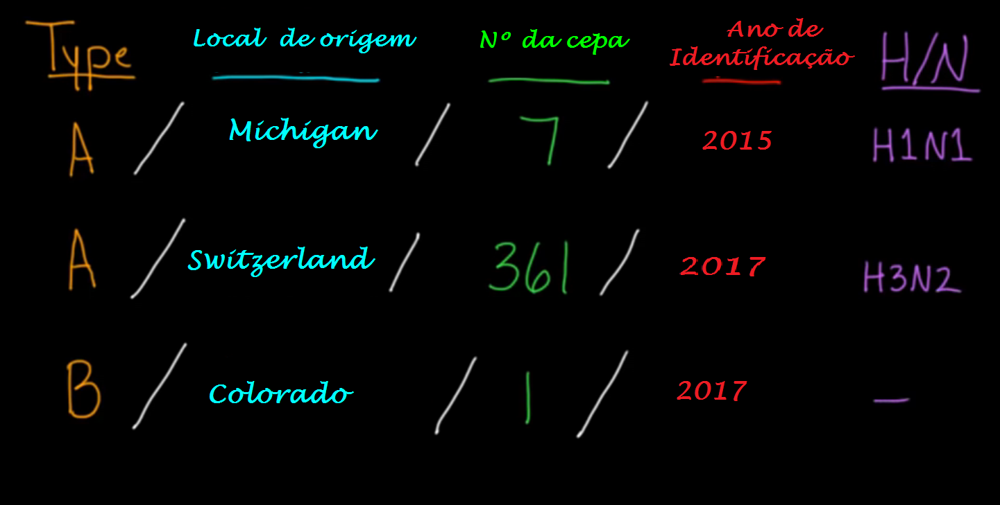 Type Local de origem Nº da cepa Ano de Identificação H/N
A / Michigan / 7 / 2015 H1N1
A / Switzerland / 361 / 2017 H3N2
B / Colorado / 1 / 2017 —